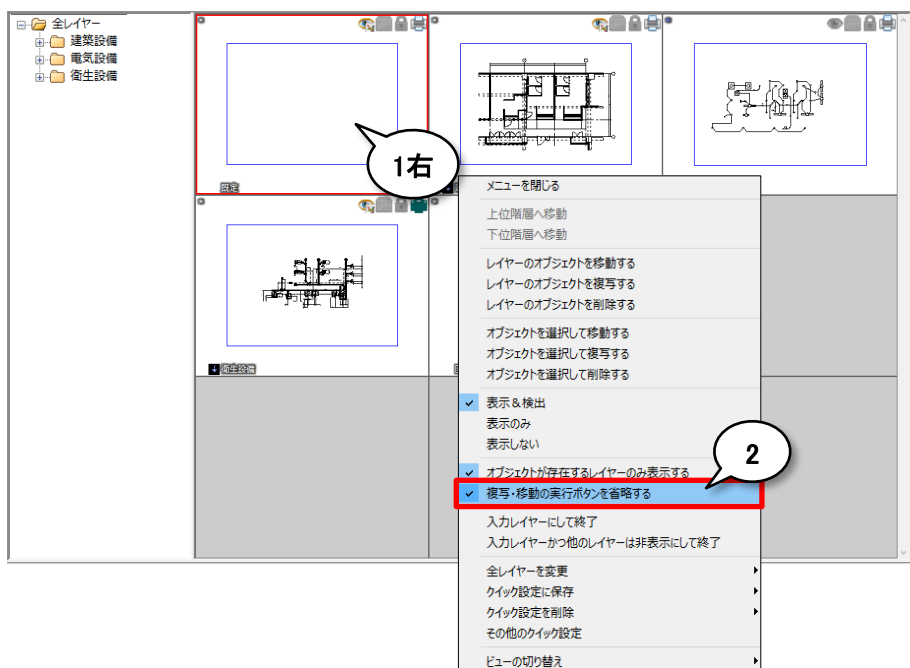 全レイヤー
建築設備
電気設備
衛生設備
既定
1右
衛生設備
メニューを閉じる
上位階層へ移動
下位階層へ移動
レイヤーのオブジェクトを移動する
レイヤーのオブジェクトを複写する
レイヤーのオブジェクトを削除する
オブジェクトを選択して移動する
オブジェクトを選択して複写する
オブジェクトを選択して削除する
表示&検出
表示のみ
表示しない
2
オブジェクトが存在するレイヤーのみ表示する
複写・移動の実行ボタンを省略する
入力レイヤーにして終了
入力レイヤーかつ他のレイヤーは非表示にして終了
全レイヤーを変更
クイック設定に保存
クイック設定を削除
その他のクイック設定
ビューの切り替え